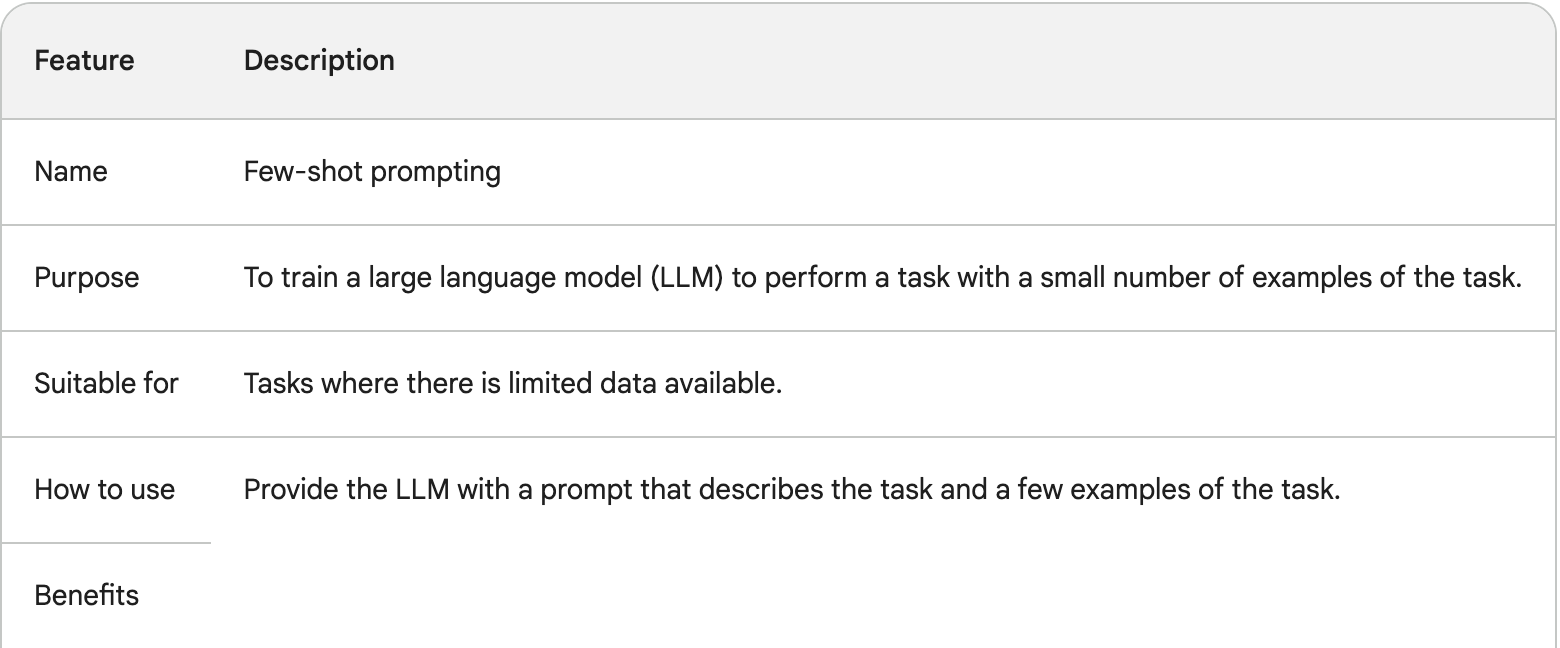 Feature Description
Name Few-shot prompting
Purpose To train a large language model (LLM) to perform a task with a small number of examples of the task.
Suitable for Tasks where there is limited data available.
How to use Provide the LLM with a prompt that describes the task and a few examples of the task.
Benefits